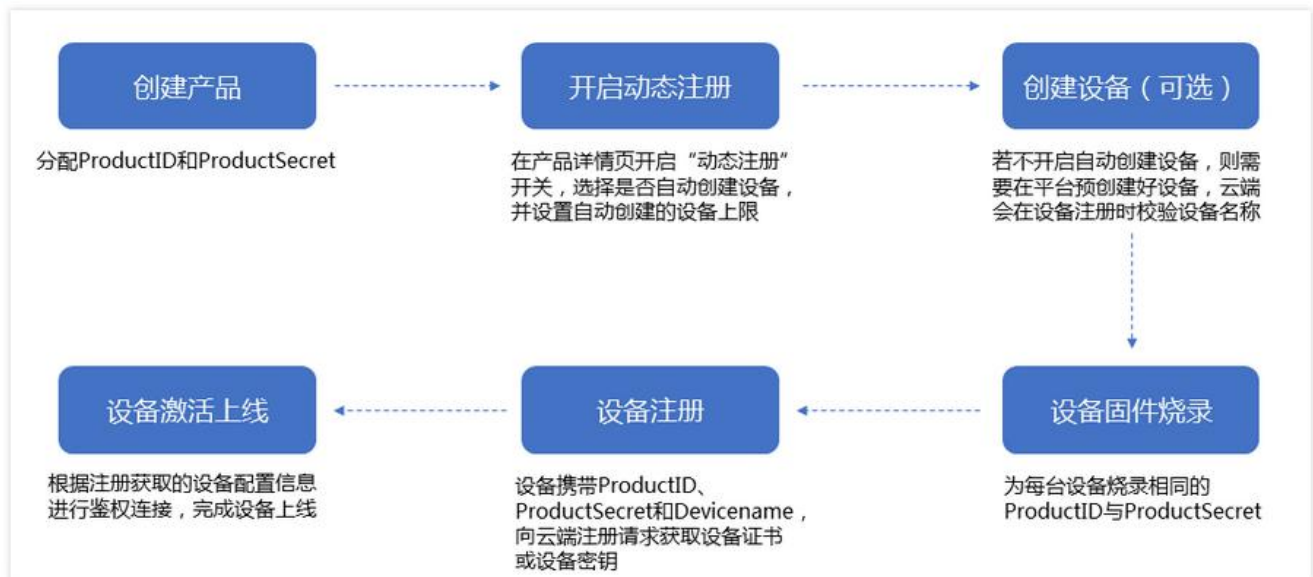 创建产品
分配ProductID和ProductSecret
开启动态注册
在产品详情页开启“动态注册”
开关，选择是否自动创建设备，
并设置自动创建的设备上限
创建设备（可选）
若不开启自动创建设备，则需
要在平台预创建好设备，云端
会在设备注册时校验设备名称
设备固件烧录
为每台设备烧录相同的
ProductID与ProductSecret
设备注册
设备携带ProductID、
ProductSecret和Devicename，
向云端注册请求获取设备证书
或设备密钥
设备激活上线
根据注册获取的设备配置信息
进行鉴权连接，完成设备上线